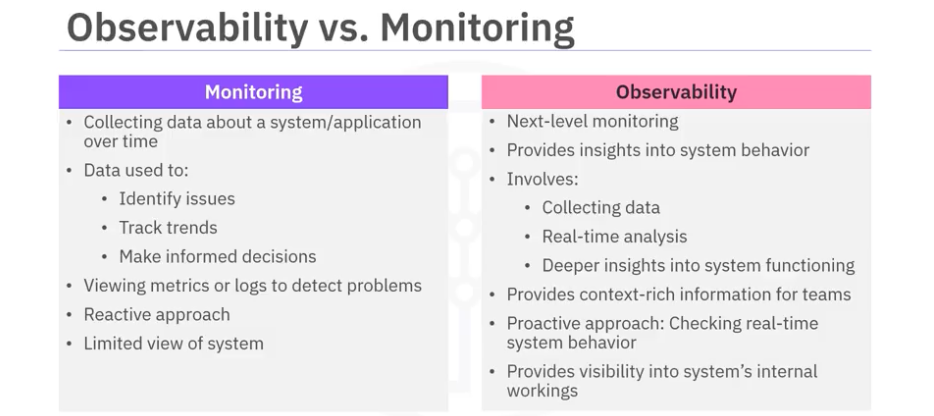 Observability vs. Monitoring
Monitoring
• Collecting data about a system/application
over time
• Data used to:
• Identify issues
• Track trends
• Make informed decisions
• Viewing metrics or logs to detect problems
• Reactive approach
• Limited view of system
Observability
• Next-level monitoring
• Provides insights into system behavior
• Involves:
• Collecting data
• Real-time analysis
• Deeper insights into system functioning
• Provides context-rich information for teams
• Proactive approach: Checking real-time
system behavior
• Provides visibility into system’s internal
workings